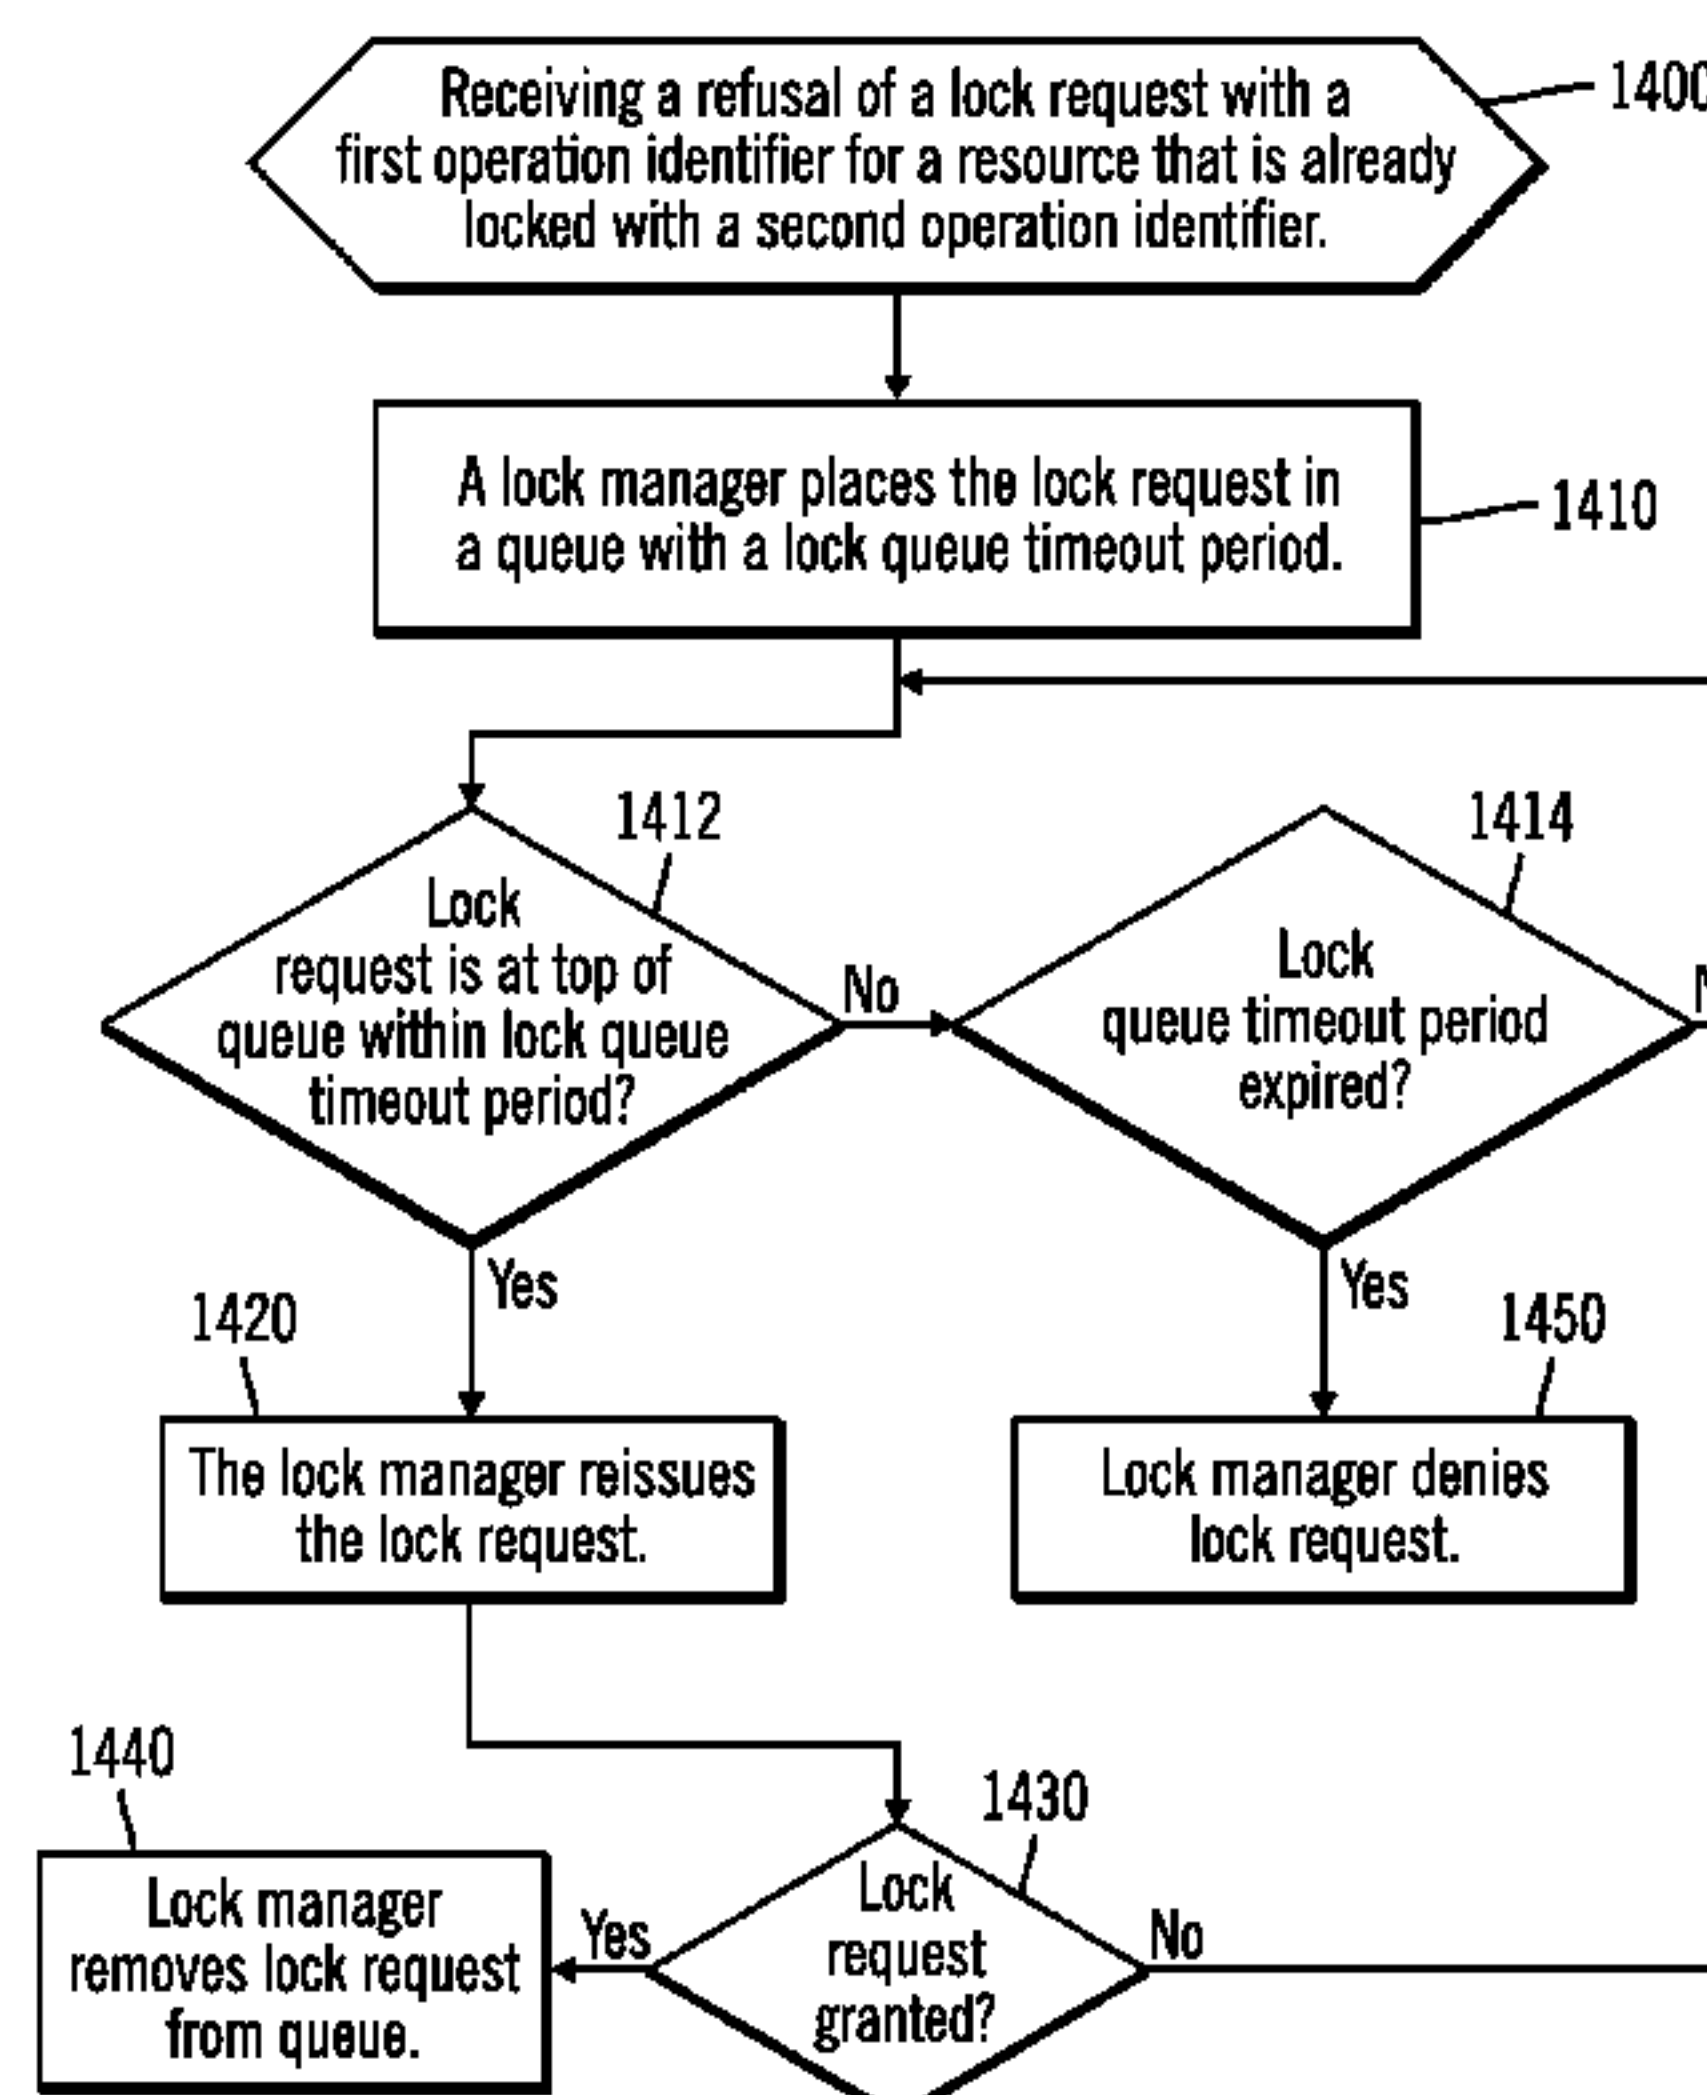 Receiving a refusal of a lock request with a
first operation identifier for a resource that is already
locked with a second operation identifier.
1400
A lock manager places the lock request in
a queue with a lock queue timeout period.
1410
1412
Lock
request is at top of
queue within lock queue
timeout period?
No
1414
Lock
queue timeout period
expired?
Yes
Yes
1420
The lock manager reissues
the lock request.
1450
Lock manager denies
lock request.
1440
Lock manager
removes lock request
from queue.
Yes
1430
Lock
request
granted?
No